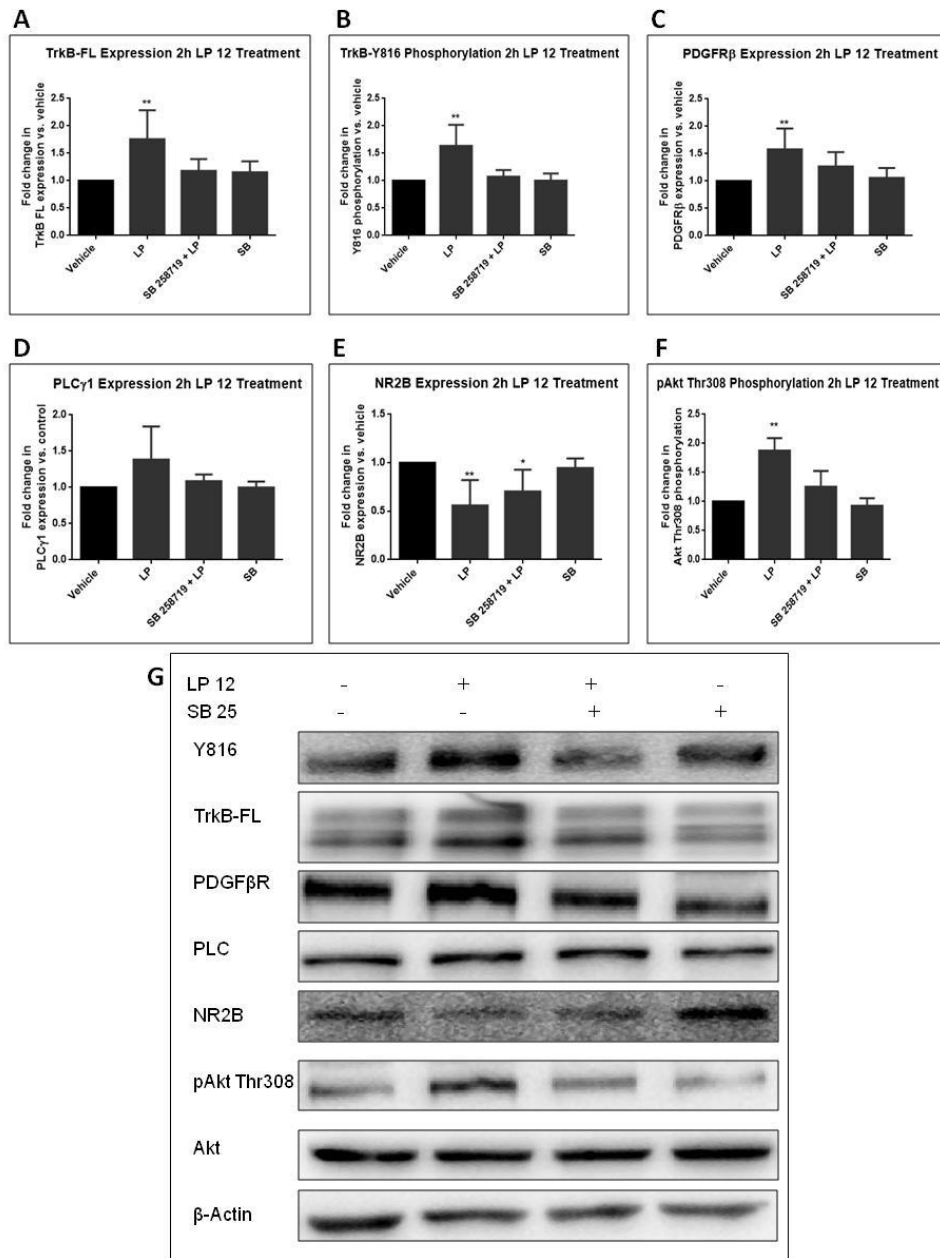 A
TrkB-FL Expression 2h LP 12 Treatment
Fold change in
TrkB FL expression vs. vehicle
2.5
2.0
1.5
1.0
0.5
0.0
**
Vehicle
LP
SB 258719 + LP
SB
B
TrkB-Y816 Phosphorylation 2h LP 12 Treatment
Fold change in
Y816 phosphorylation vs. vehicle
2.5
2.0
1.5
1.0
0.5
0.0
**
Vehicle
LP
SB 258719 + LP
SB
C
PDGFRβ Expression 2h LP 12 Treatment
Fold change in
PDGFRβ expression vs. vehicle
2.5
2.0
1.5
1.0
0.5
0.0
**
Vehicle
LP
SB 258719 + LP
SB
D
PLCγ1 Expression 2h LP 12 Treatment
Fold change in
PLCγ1 expression vs. control
2.0
1.5
1.0
0.5
0.0
Vehicle
LP
SB 258719 + LP
SB
E
NR2B Expression 2h LP 12 Treatment
Fold change in
NR2B expression vs. vehicle
1.5
1.0
0.5
0.0
**
*
Vehicle
LP
SB 258719 + LP
SB
F
pAkt Thr308 Phosphorylation 2h LP 12 Treatment
Fold change in
Akt Thr308 phosphorylation
2.5
2.0
1.5
1.0
0.5
0.0
**
Vehicle
LP
SB 258719 + LP
SB
G
LP 12 - + + -
SB 25 - - + +
Y816
TrkB-FL
PDGFβR
PLC
NR2B
pAkt Thr308
Akt
β-Actin